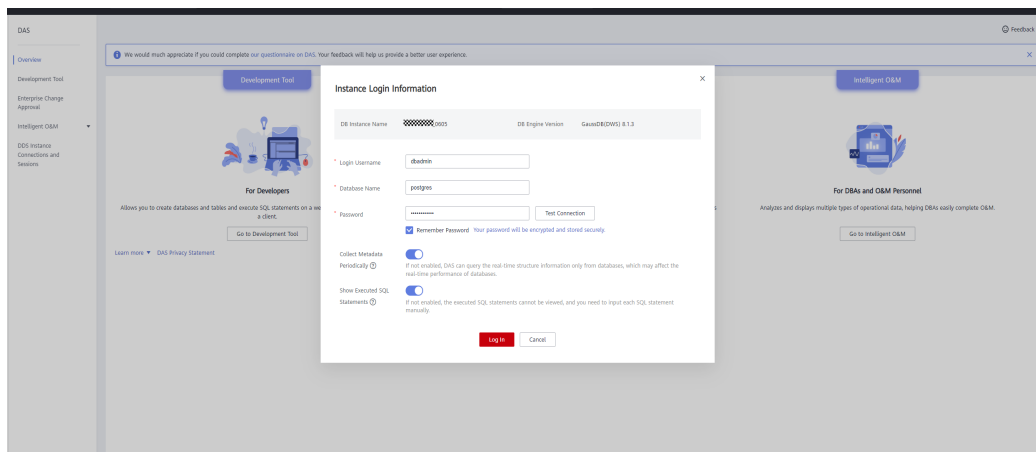 DAS
Feedback
Overview
Development Tool
Enterprise Change
Approval
Intelligent O&M
DDS Instance
Connections and
Sessions
We would much appreciate if you could complete our questionnaire on DAS. Your feedback will help us provide a better user experience.
Development Tool
For Developers
Allows you to create databases and tables and execute SQL statements on a we
a client.
Go to Development Tool
Learn more DAS Privacy Statement
Instance Login Information
DB Instance Name 0605 DB Engine Version GaussDB(DWS) 8.1.3
* Login Username dbadmin
* Database Name postgres
* Password ************ Test Connection
Remember Password Your password will be encrypted and stored securely.
Collect Metadata
Periodically
If not enabled, DAS can query the real-time structure information only from databases, which may affect the
real-time performance of databases.
Show Executed SQL
Statements
If not enabled, the executed SQL statements cannot be viewed, and you need to input each SQL statement
manually.
Log In Cancel
Intelligent O&M
For DBAs and O&M Personnel
Analyzes and displays multiple types of operational data, helping DBAs easily complete O&M.
Go to Intelligent O&M